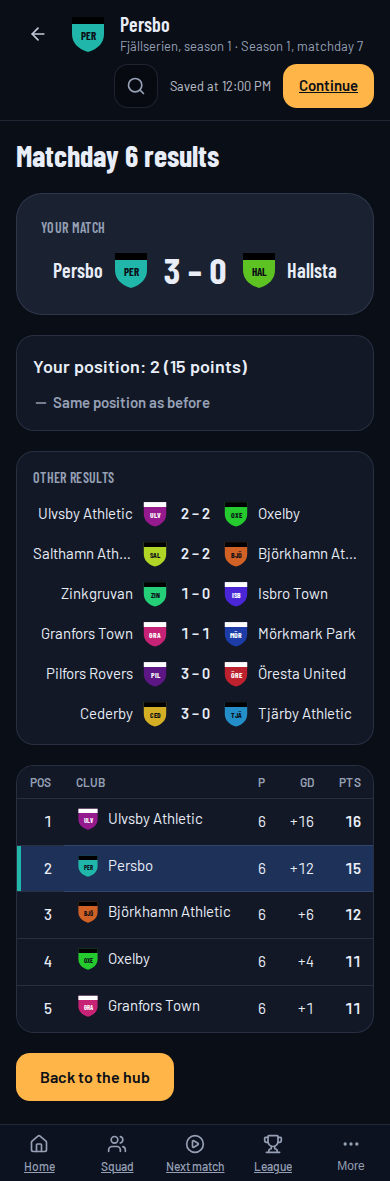 PER
Persbo
Fjällserien, season 1 · Season 1, matchday 7
Saved at 12:00 PM
Continue
Matchday 6 results
YOUR MATCH
Persbo PER 3 – 0 HAL Hallsta
Your position: 2 (15 points)
— Same position as before
OTHER RESULTS
Ulvsby Athletic ULV 2 – 2 OXE Oxelby
Salthamn Ath... SAL 2 – 2 BJÖ Björkhamn At...
Zinkgruvan ZIN 1 – 0 ISB Isbro Town
Granfors Town GRA 1 – 1 MÖR Mörkmark Park
Pilfors Rovers PIL 3 – 0 ÖRE Öresta United
Cederby CED 3 – 0 TJÄ Tjärby Athletic
POS CLUB P GD PTS
1 ULV Ulvsby Athletic 6 +16 16
2 PER Persbo 6 +12 15
3 BJÖ Björkhamn Athletic 6 +6 12
4 OXE Oxelby 6 +4 11
5 GRA Granfors Town 6 +1 11
Back to the hub
Home Squad Next match League More